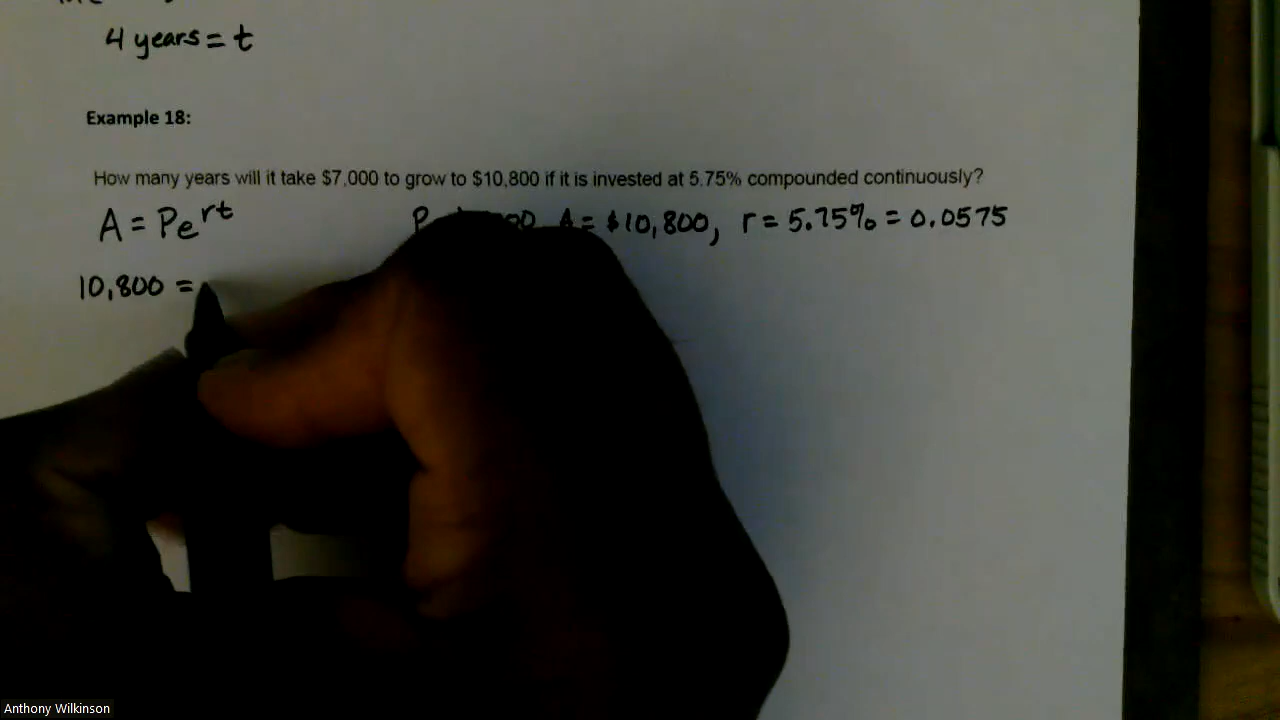 4 years = t
Example 18:
How many years will it take $7,000 to grow to $10,800 if it is invested at 5.75% compounded continuously?
A = Pe^rt
A = $10,800, r = 5.75% = 0.0575
10,800 =
Anthony Wilkinson